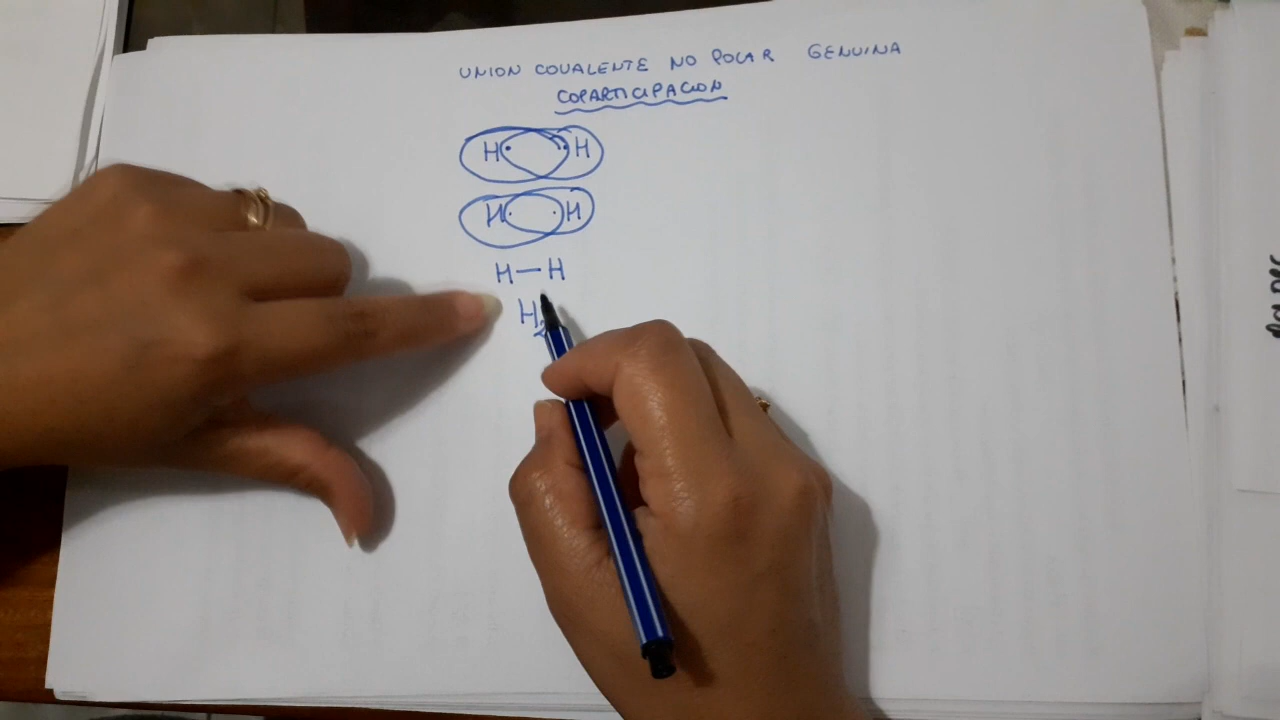 UNION COVALENTE NO POLAR GENUINA
COPARTICIPACION
H H
H H
H — H
H2